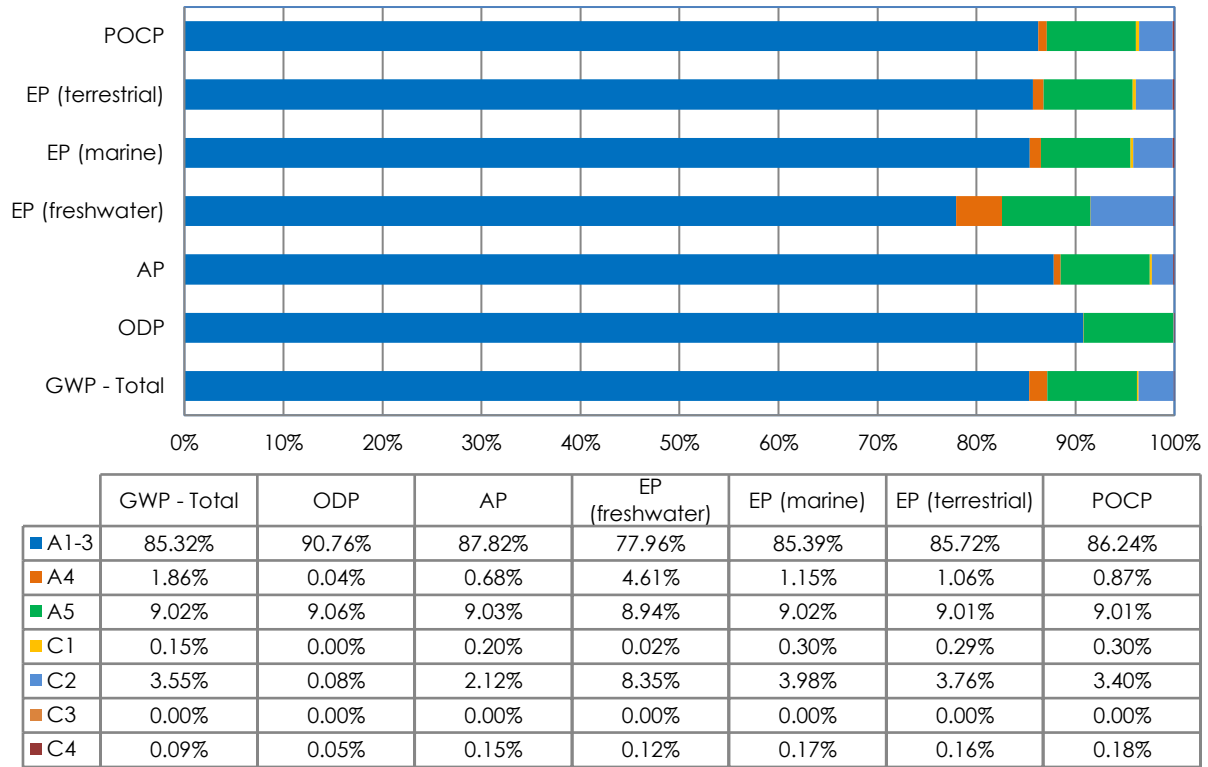 POCP
EP (terrestrial)
EP (marine)
EP (freshwater)
AP
ODP
GWP - Total
0% 10% 20% 30% 40% 50% 60% 70% 80% 90% 100%
GWP - Total ODP AP EP (freshwater) EP (marine) EP (terrestrial) POCP
A1-3 85.32% 90.76% 87.82% 77.96% 85.39% 85.72% 86.24%
A4 1.86% 0.04% 0.68% 4.61% 1.15% 1.06% 0.87%
A5 9.02% 9.06% 9.03% 8.94% 9.02% 9.01% 9.01%
C1 0.15% 0.00% 0.20% 0.02% 0.30% 0.29% 0.30%
C2 3.55% 0.08% 2.12% 8.35% 3.98% 3.76% 3.40%
C3 0.00% 0.00% 0.00% 0.00% 0.00% 0.00% 0.00%
C4 0.09% 0.05% 0.15% 0.12% 0.17% 0.16% 0.18%